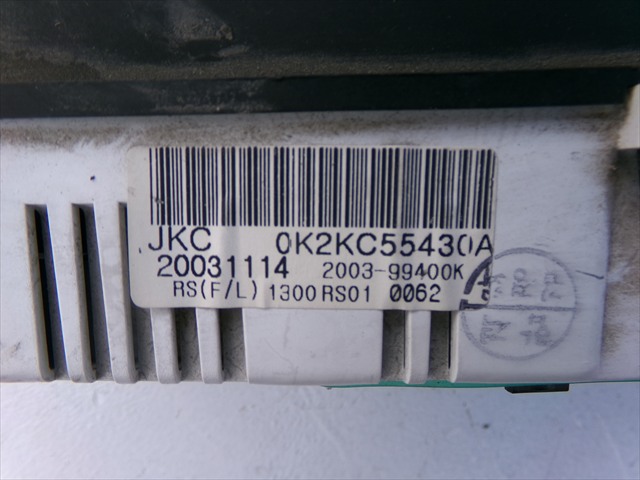 JKC 0K2KC55430A
20031114 2003-99400K
RS(F/L) 1300 RS01 0062